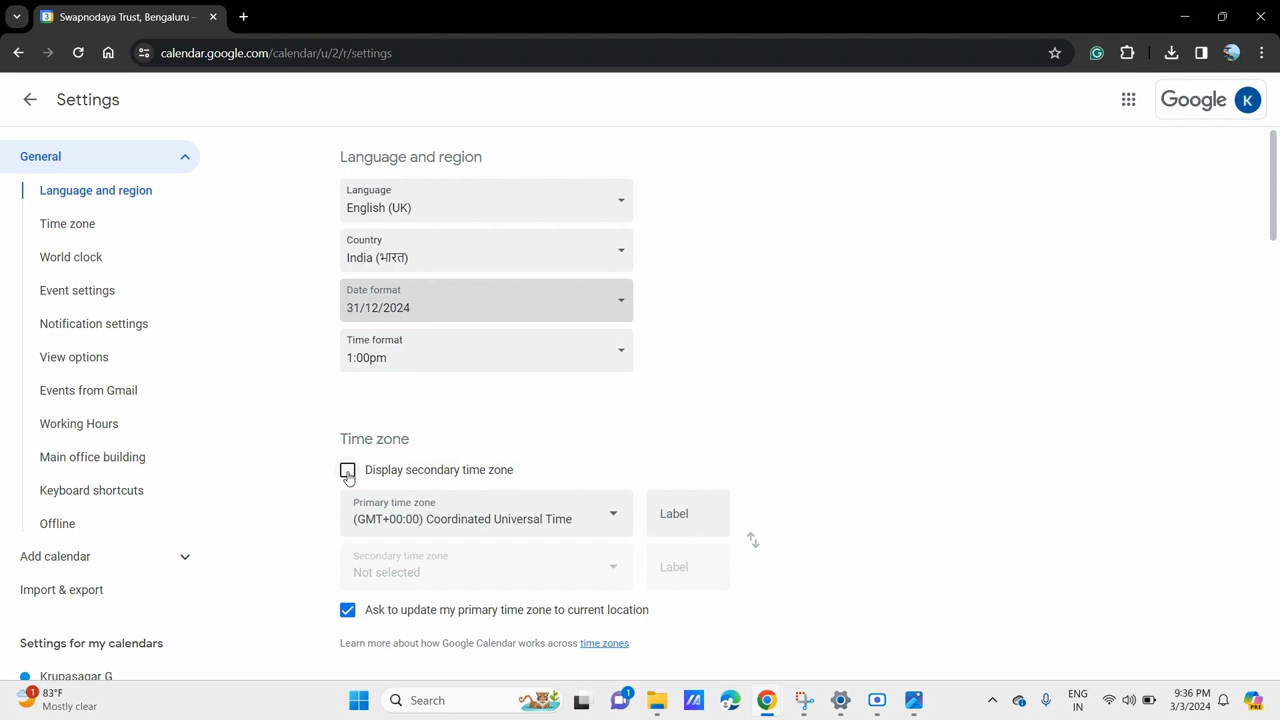 Swapnodaya Trust, Bengaluru –
calendar.google.com/calendar/u/2/r/settings
Settings
Google
K
General
Language and region
Time zone
World clock
Event settings
Notification settings
View options
Events from Gmail
Working Hours
Main office building
Keyboard shortcuts
Offline
Add calendar
Import & export
Settings for my calendars
Krupasagar G
Language and region
Language
English (UK)
Country
India (भारत)
Date format
31/12/2024
Time format
1:00pm
Time zone
Display secondary time zone
Primary time zone
(GMT+00:00) Coordinated Universal Time
Label
Secondary time zone
Not selected
Label
Ask to update my primary time zone to current location
Learn more about how Google Calendar works across time zones
1
83°F
Mostly clear
Search
1
ENG
IN
9:36 PM
3/3/2024